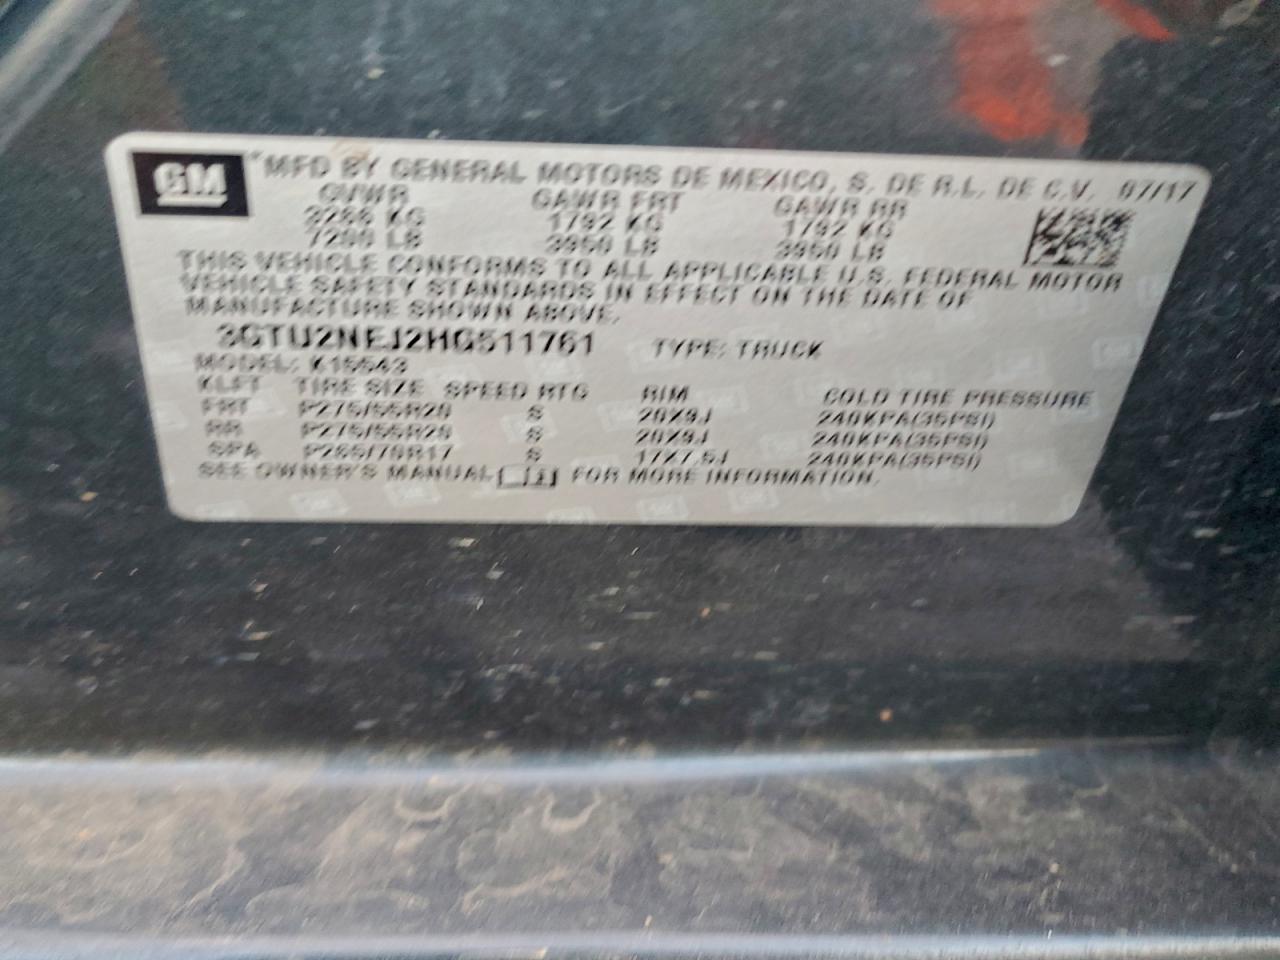 GM MFD BY GENERAL MOTORS DE MEXICO, S. DE R.L. DE C.V. 07/17
GVWR GAWR FRT GAWR RR
3266 KG 1792 KG 1792 KG
7200 LB 3950 LB 3950 LB
THIS VEHICLE CONFORMS TO ALL APPLICABLE U.S. FEDERAL MOTOR
VEHICLE SAFETY STANDARDS IN EFFECT ON THE DATE OF
MANUFACTURE SHOWN ABOVE.
3GTU2NEJ2HG511761 TYPE: TRUCK
MODEL: K15543
KLFT TIRE SIZE SPEED RTG RIM COLD TIRE PRESSURE
FRT P275/55R20 S 20X9J 240KPA(35PSI)
RR P275/55R20 S 20X9J 240KPA(35PSI)
SPA P265/70R17 S 17X7.5J 240KPA(35PSI)
SEE OWNER'S MANUAL FOR MORE INFORMATION.